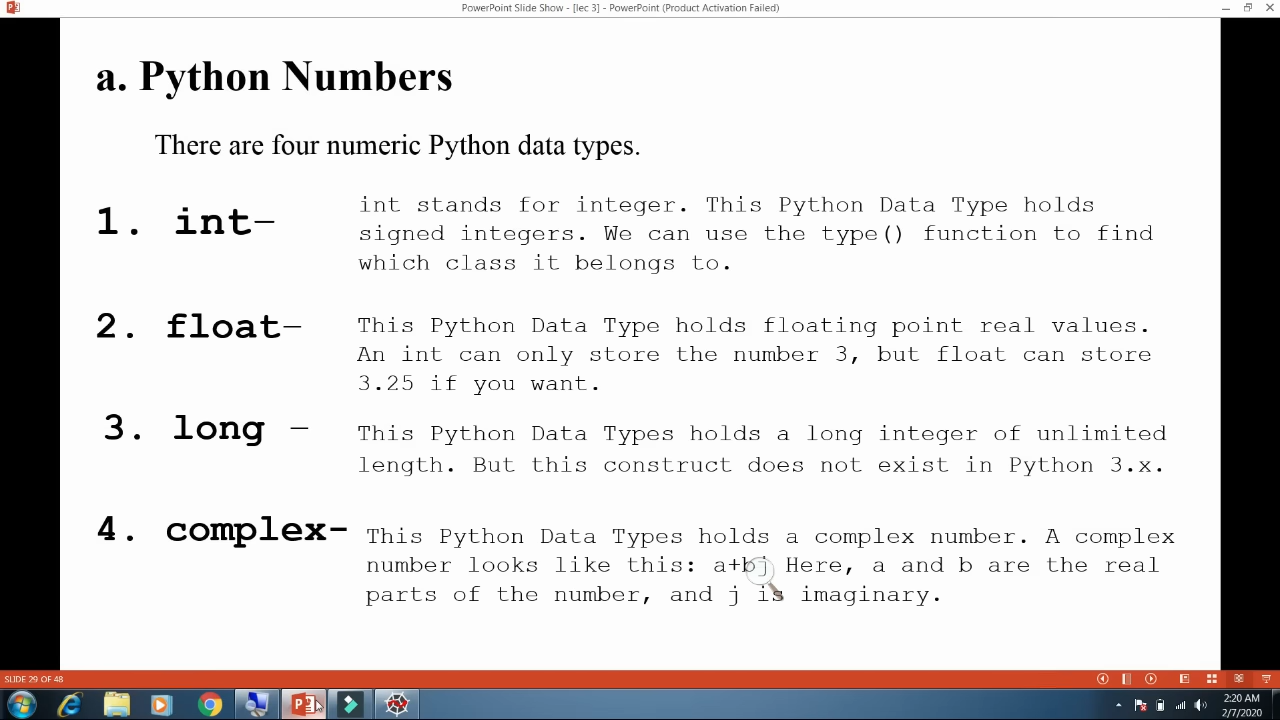 PowerPoint Slide Show - [lec 3] - PowerPoint (Product Activation Failed)
a. Python Numbers
There are four numeric Python data types.
1. int–
int stands for integer. This Python Data Type holds
signed integers. We can use the type() function to find
which class it belongs to.
2. float–
This Python Data Type holds floating point real values.
An int can only store the number 3, but float can store
3.25 if you want.
3. long –
This Python Data Types holds a long integer of unlimited
length. But this construct does not exist in Python 3.x.
4. complex-
This Python Data Types holds a complex number. A complex
number looks like this: a+bj Here, a and b are the real
parts of the number, and j is imaginary.
SLIDE 29 OF 48
2:20 AM
2/7/2020